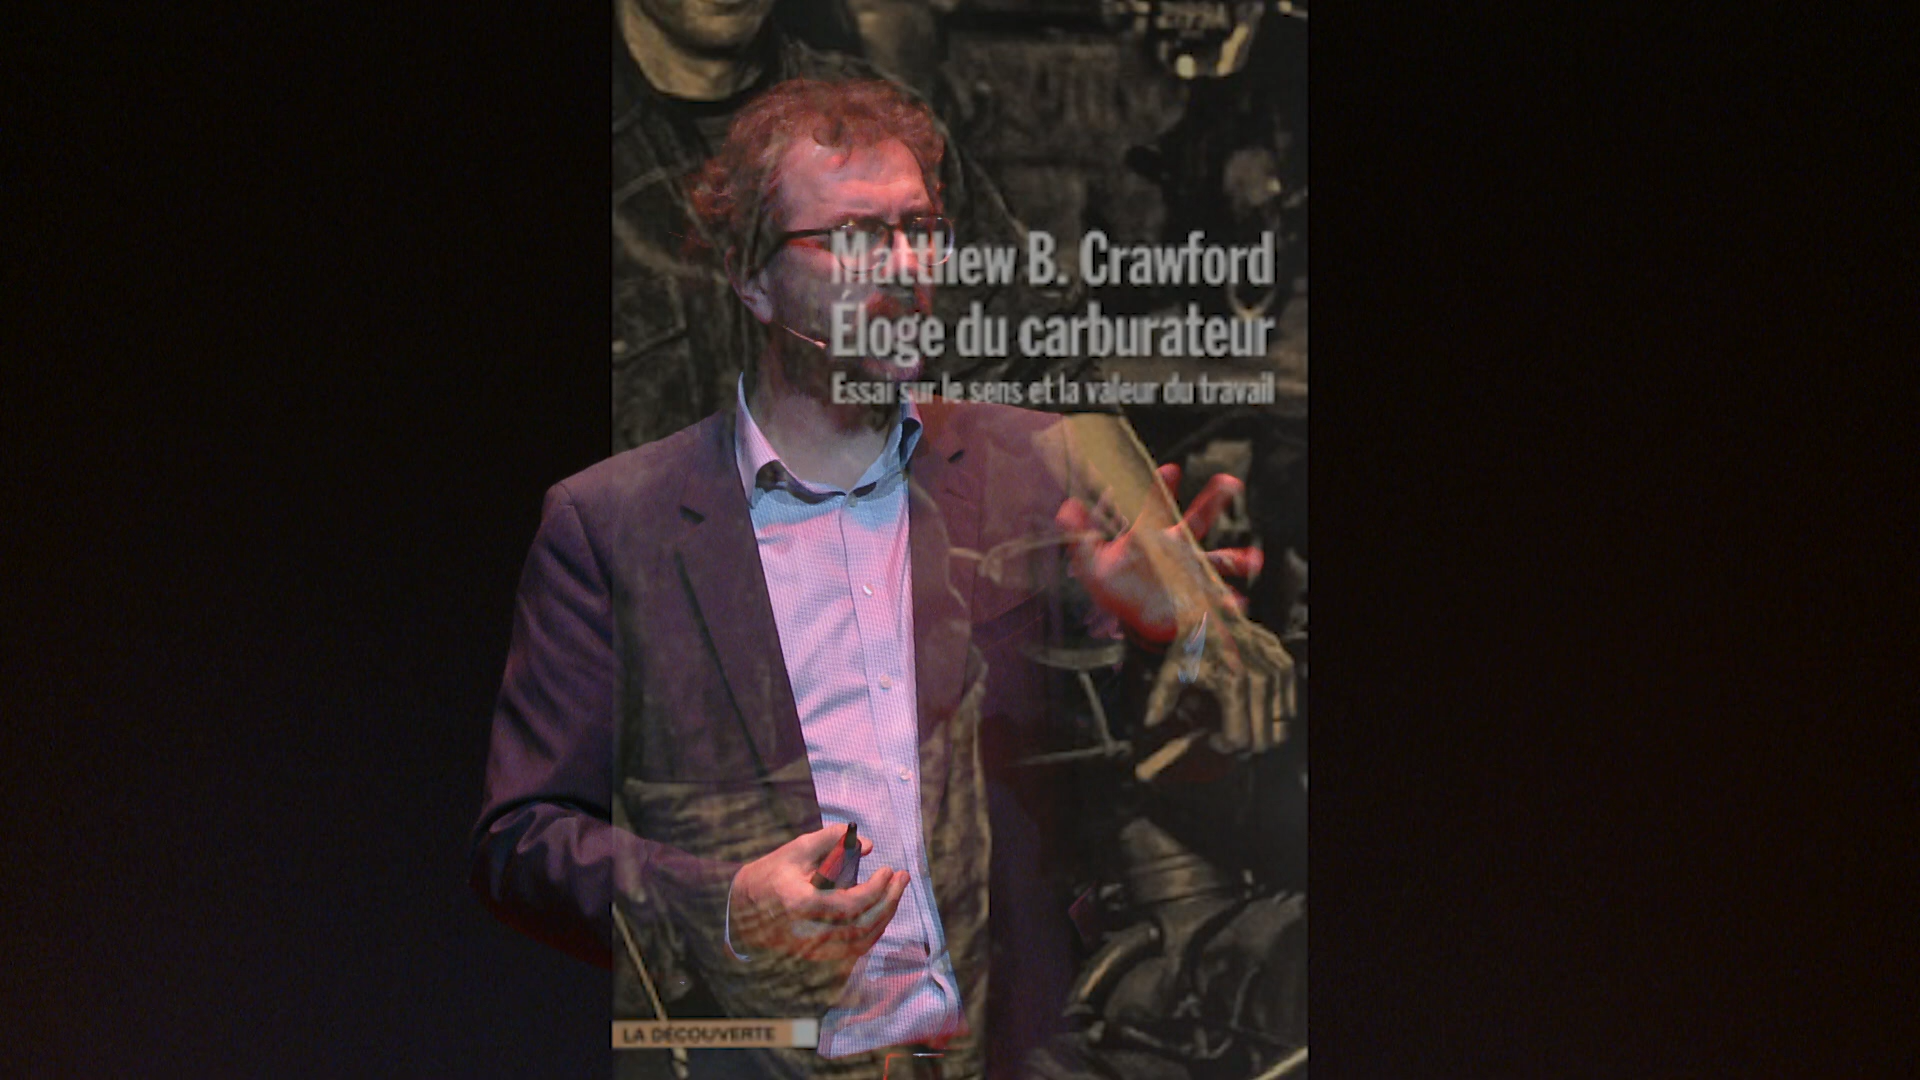 Matthew B. Crawford
Éloge du carburateur
Essai sur le sens et la valeur du travail
LA DÉCOUVERTE